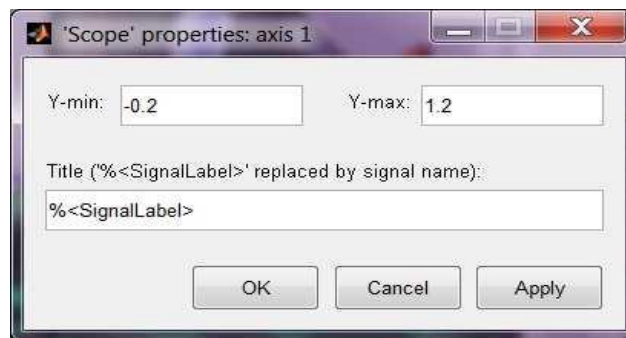 'Scope' properties: axis 1
Y-min: -0.2 Y-max: 1.2
Title ('%<SignalLabel>' replaced by signal name):
%<SignalLabel>
OK Cancel Apply